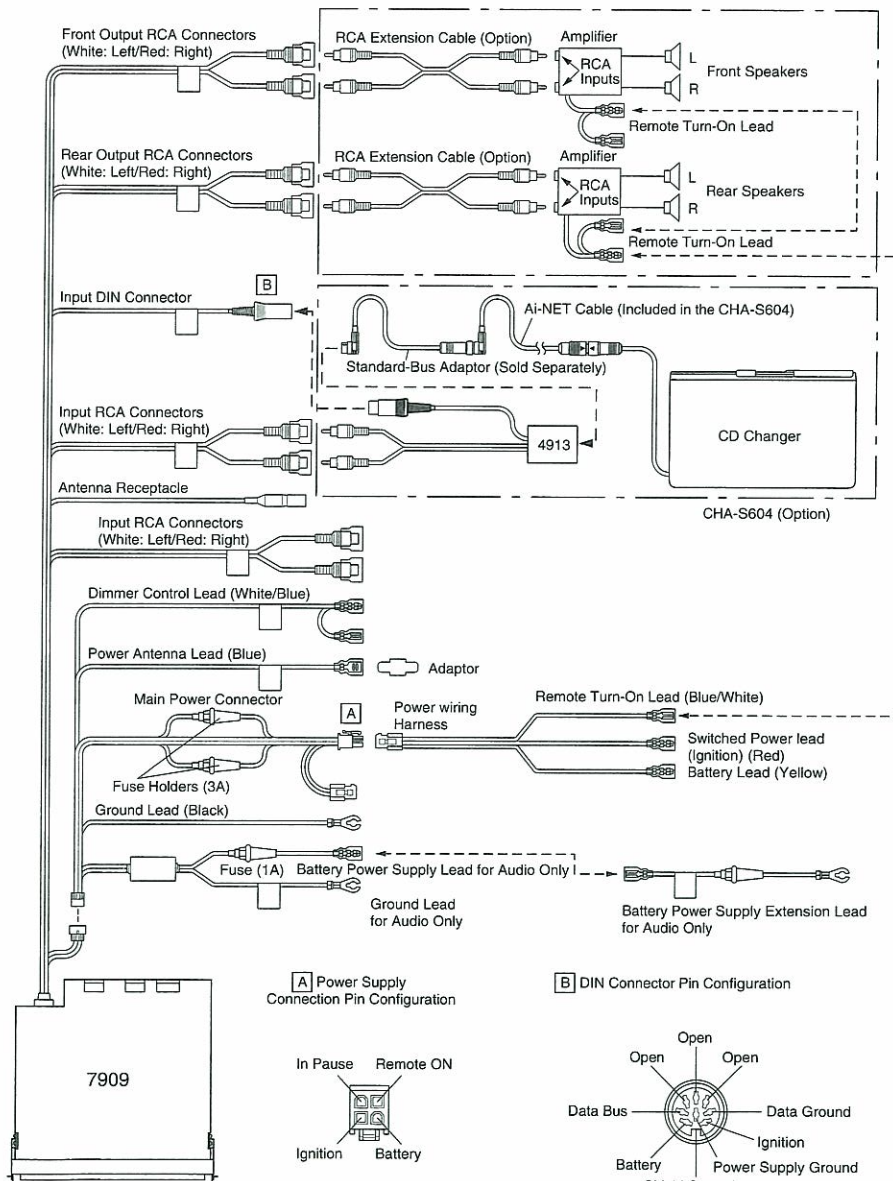 Front Output RCA Connectors
(White: Left/Red: Right)
RCA Extension Cable (Option)
Amplifier
RCA
Inputs
L
R
Front Speakers
Remote Turn-On Lead
Rear Output RCA Connectors
(White: Left/Red: Right)
RCA Extension Cable (Option)
Amplifier
RCA
Inputs
L
R
Rear Speakers
Remote Turn-On Lead
B
Input DIN Connector
Ai-NET Cable (Included in the CHA-S604)
Standard-Bus Adaptor (Sold Separately)
Input RCA Connectors
(White: Left/Red: Right)
4913
CD Changer
Antenna Receptacle
CHA-S604 (Option)
Input RCA Connectors
(White: Left/Red: Right)
Dimmer Control Lead (White/Blue)
Power Antenna Lead (Blue)
Adaptor
Main Power Connector
A
Power wiring
Harness
Remote Turn-On Lead (Blue/White)
Switched Power lead
(Ignition) (Red)
Battery Lead (Yellow)
Fuse Holders (3A)
Ground Lead (Black)
Fuse (1A)
Battery Power Supply Lead for Audio Only
Ground Lead
for Audio Only
Battery Power Supply Extension Lead
for Audio Only
A Power Supply
Connection Pin Configuration
B DIN Connector Pin Configuration
7909
In Pause
Remote ON
Ignition
Battery
Open
Open
Open
Data Bus
Data Ground
Ignition
Battery
Power Supply Ground